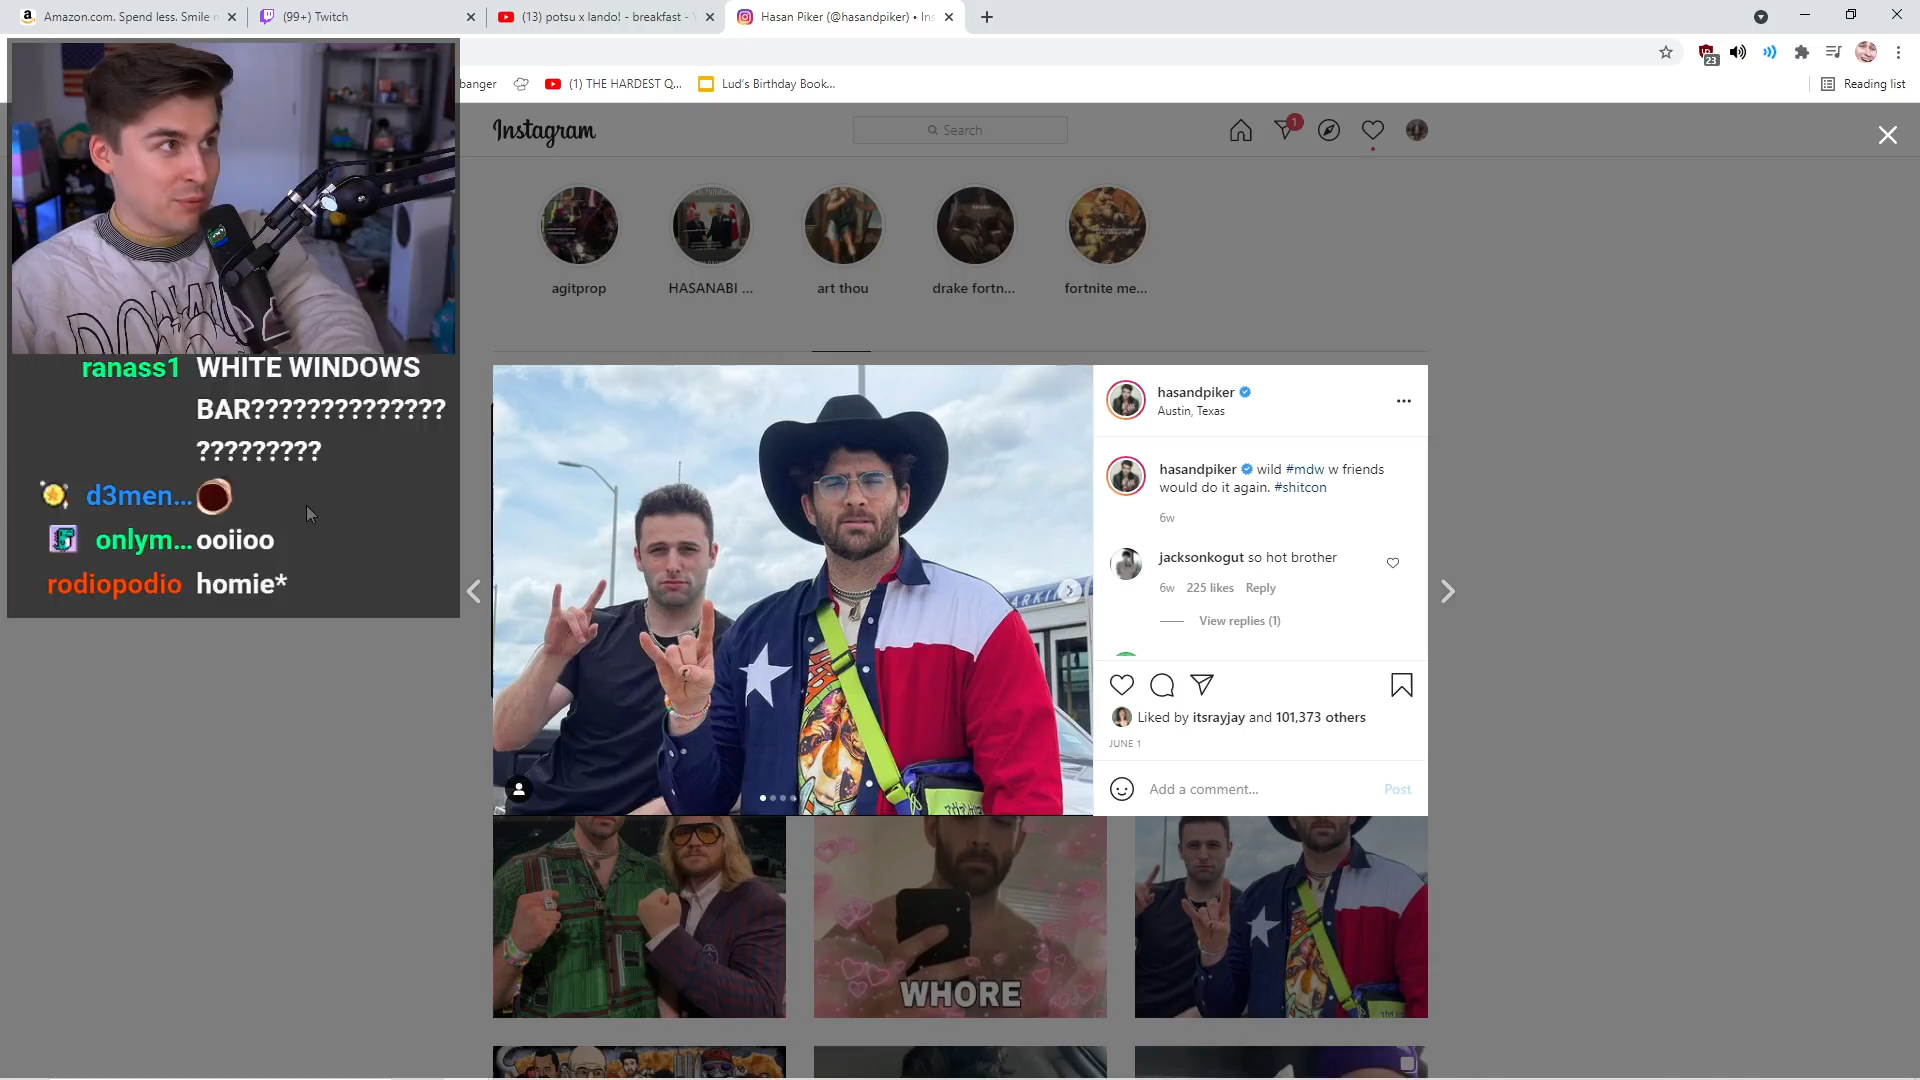 Amazon.com. Spend less. Smile
(99+) Twitch
(13) potsu x lando! - breakfast -
Hasan Piker (@hasandpiker) • Ins
23
banger
(1) THE HARDEST Q...
Lud's Birthday Book...
Reading list
Instagram
Search
1
agitprop
HASANABI ...
art thou
drake fortn...
fortnite me...
ranass1 WHITE WINDOWS
BAR??????????????
?????????
d3men...
onlym... ooiioo
rodiopodio homie*
hasandpiker
Austin, Texas
hasandpiker wild #mdw w friends
would do it again. #shitcon
6w
jacksonkogut so hot brother
6w 225 likes Reply
View replies (1)
Liked by itsrayjay and 101,373 others
JUNE 1
Add a comment...
Post
WHORE